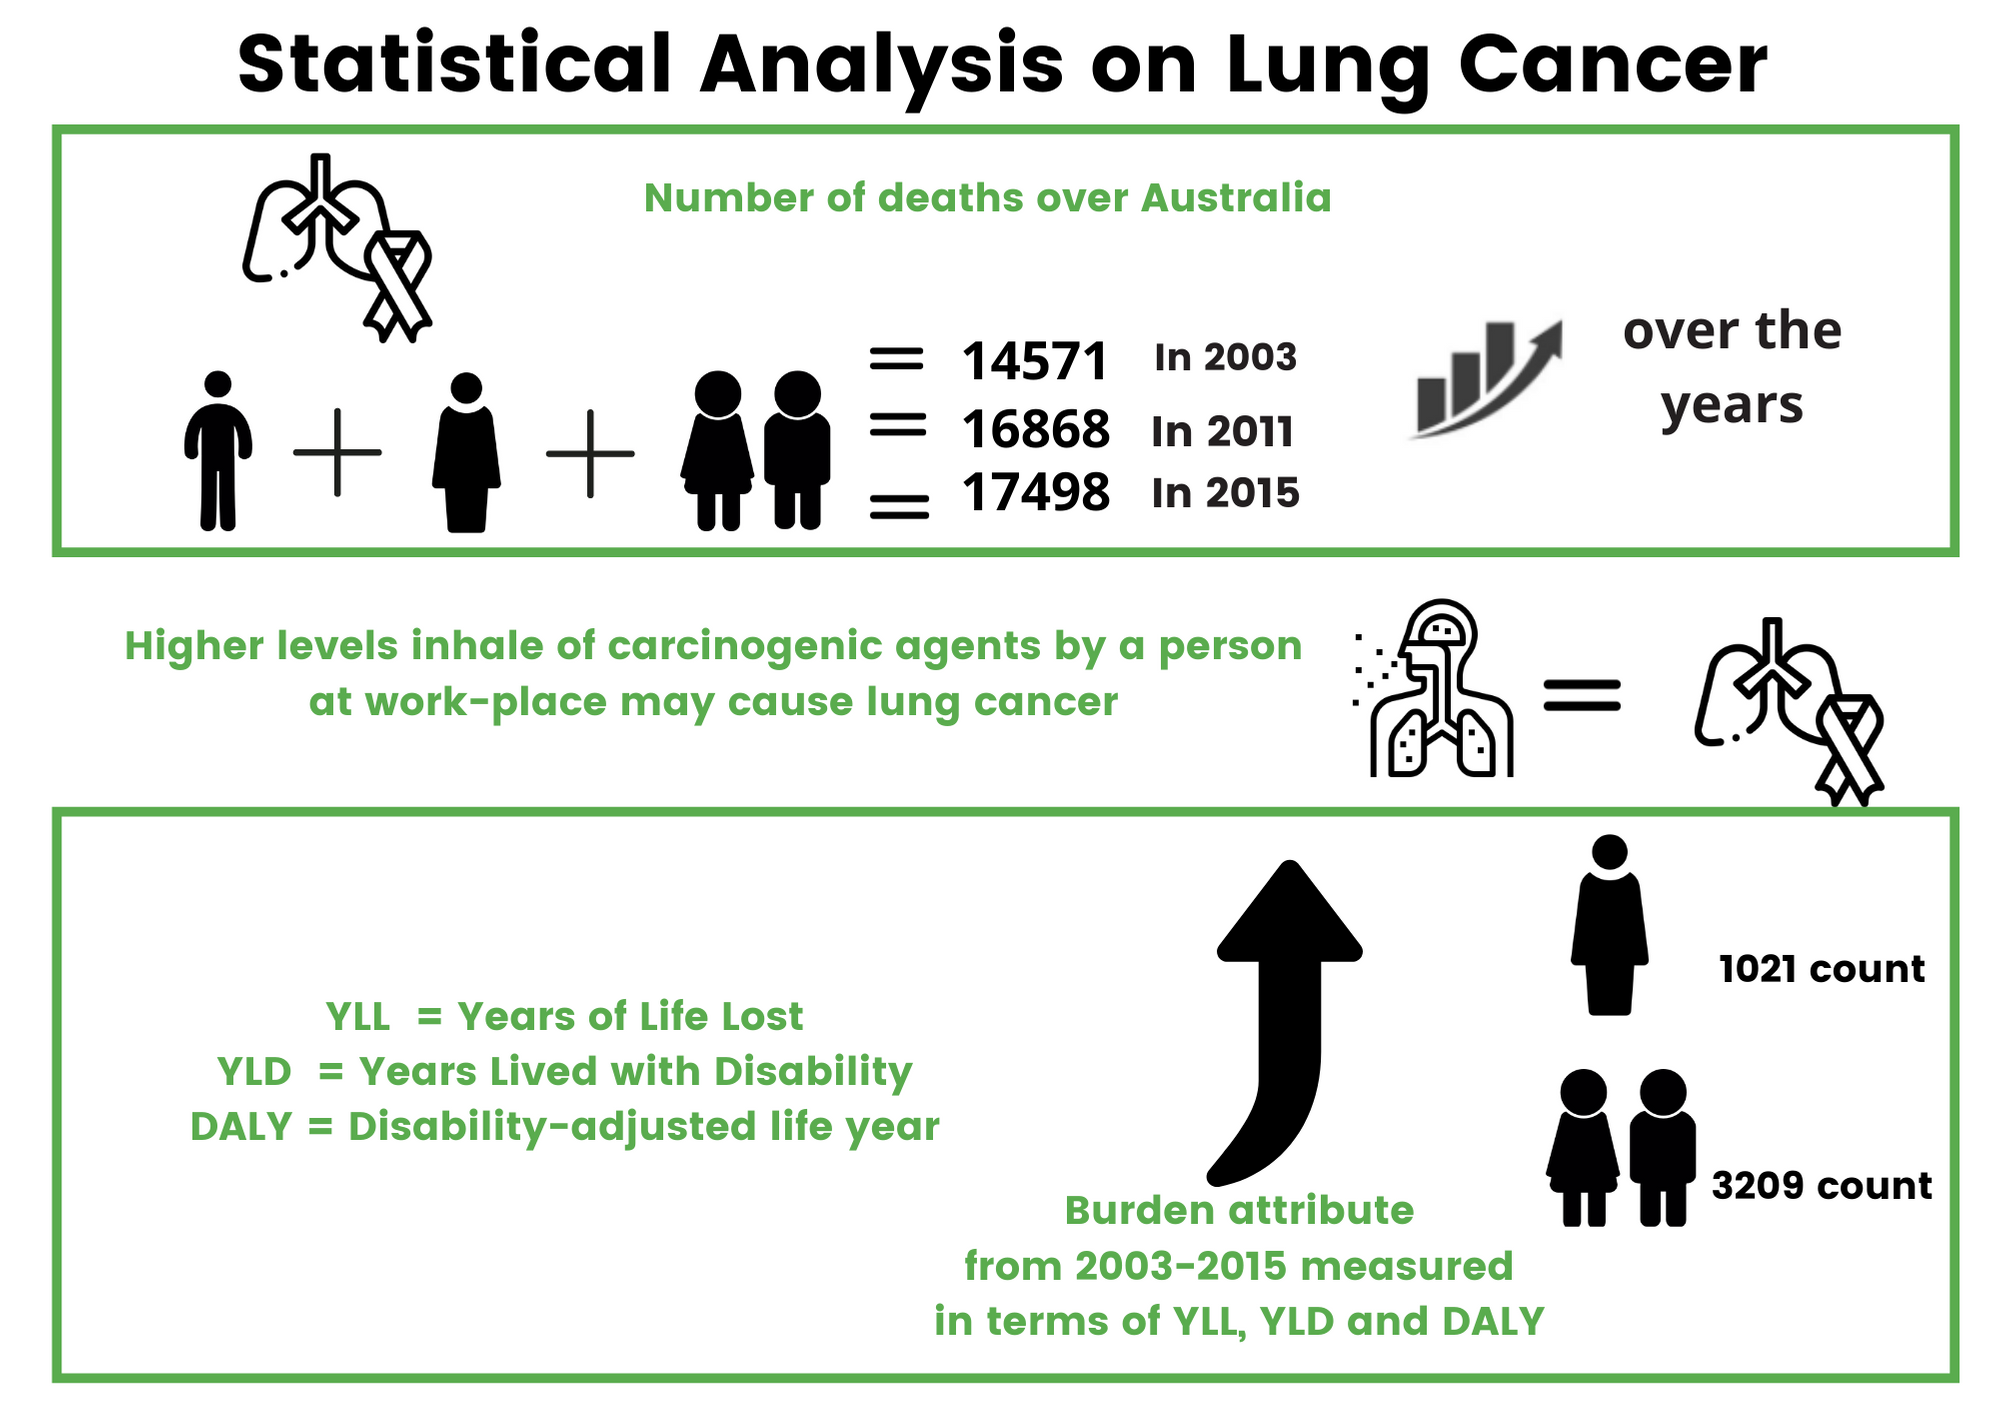 Statistical Analysis on Lung Cancer
Number of deaths over Australia
= 14571 In 2003
= 16868 In 2011
= 17498 In 2015
over the
years
Higher levels inhale of carcinogenic agents by a person
at work-place may cause lung cancer
=
YLL = Years of Life Lost
YLD = Years Lived with Disability
DALY = Disability-adjusted life year
Burden attribute
from 2003-2015 measured
in terms of YLL, YLD and DALY
1021 count
3209 count